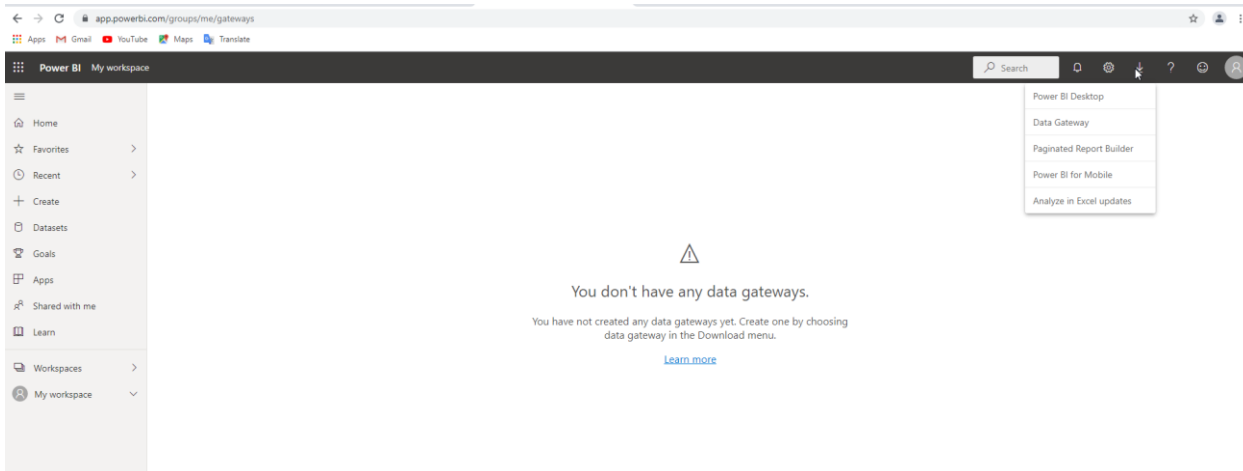 app.powerbi.com/groups/me/gateways
Apps Gmail YouTube Maps Translate
Power BI My workspace Search
Power BI Desktop
Data Gateway
Paginated Report Builder
Power BI for Mobile
Analyze in Excel updates
Home
Favorites
Recent
Create
Datasets
Goals
Apps
Shared with me
Learn
Workspaces
My workspace
You don't have any data gateways.
You have not created any data gateways yet. Create one by choosing
data gateway in the Download menu.
Learn more